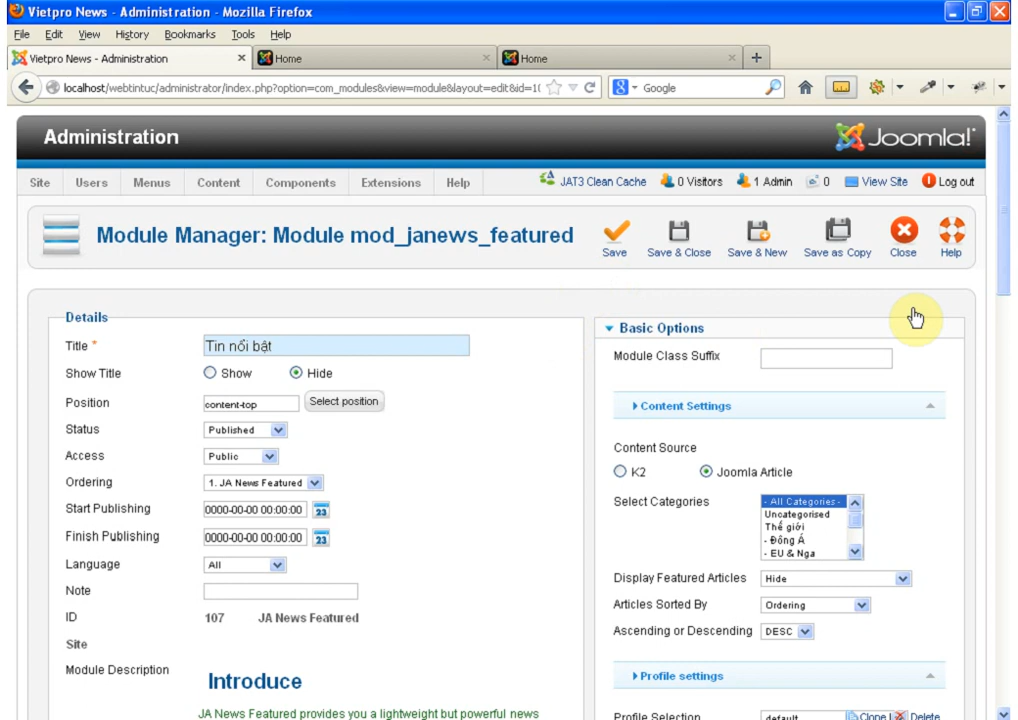 Vietpro News - Administration - Mozilla Firefox
File Edit View History Bookmarks Tools Help
Vietpro News - Administration
Home
Home
localhost/webtintuc/administrator/index.php?option=com_modules&view=module&layout=edit&id=1(
Google
Administration
Joomla!
Site Users Menus Content Components Extensions Help
JAT3 Clean Cache 0 Visitors 1 Admin 0 View Site Log out
Module Manager: Module mod_janews_featured
Save Save & Close Save & New Save as Copy Close Help
Details
Title * Tin nổi bật
Show Title Show Hide
Position content-top Select position
Status Published
Access Public
Ordering 1. JA News Featured
Start Publishing 0000-00-00 00:00:00 23
Finish Publishing 0000-00-00 00:00:00 23
Language All
Note
ID 107 JA News Featured
Site
Module Description
Introduce
JA News Featured provides you a lightweight but powerful news
Basic Options
Module Class Suffix
Content Settings
Content Source
K2 Joomla Article
Select Categories
- All Categories -
Uncategorised
Thế giới
- Đông Á
- EU & Nga
Display Featured Articles Hide
Articles Sorted By Ordering
Ascending or Descending DESC
Profile settings
Profile Selection default Clone Delete